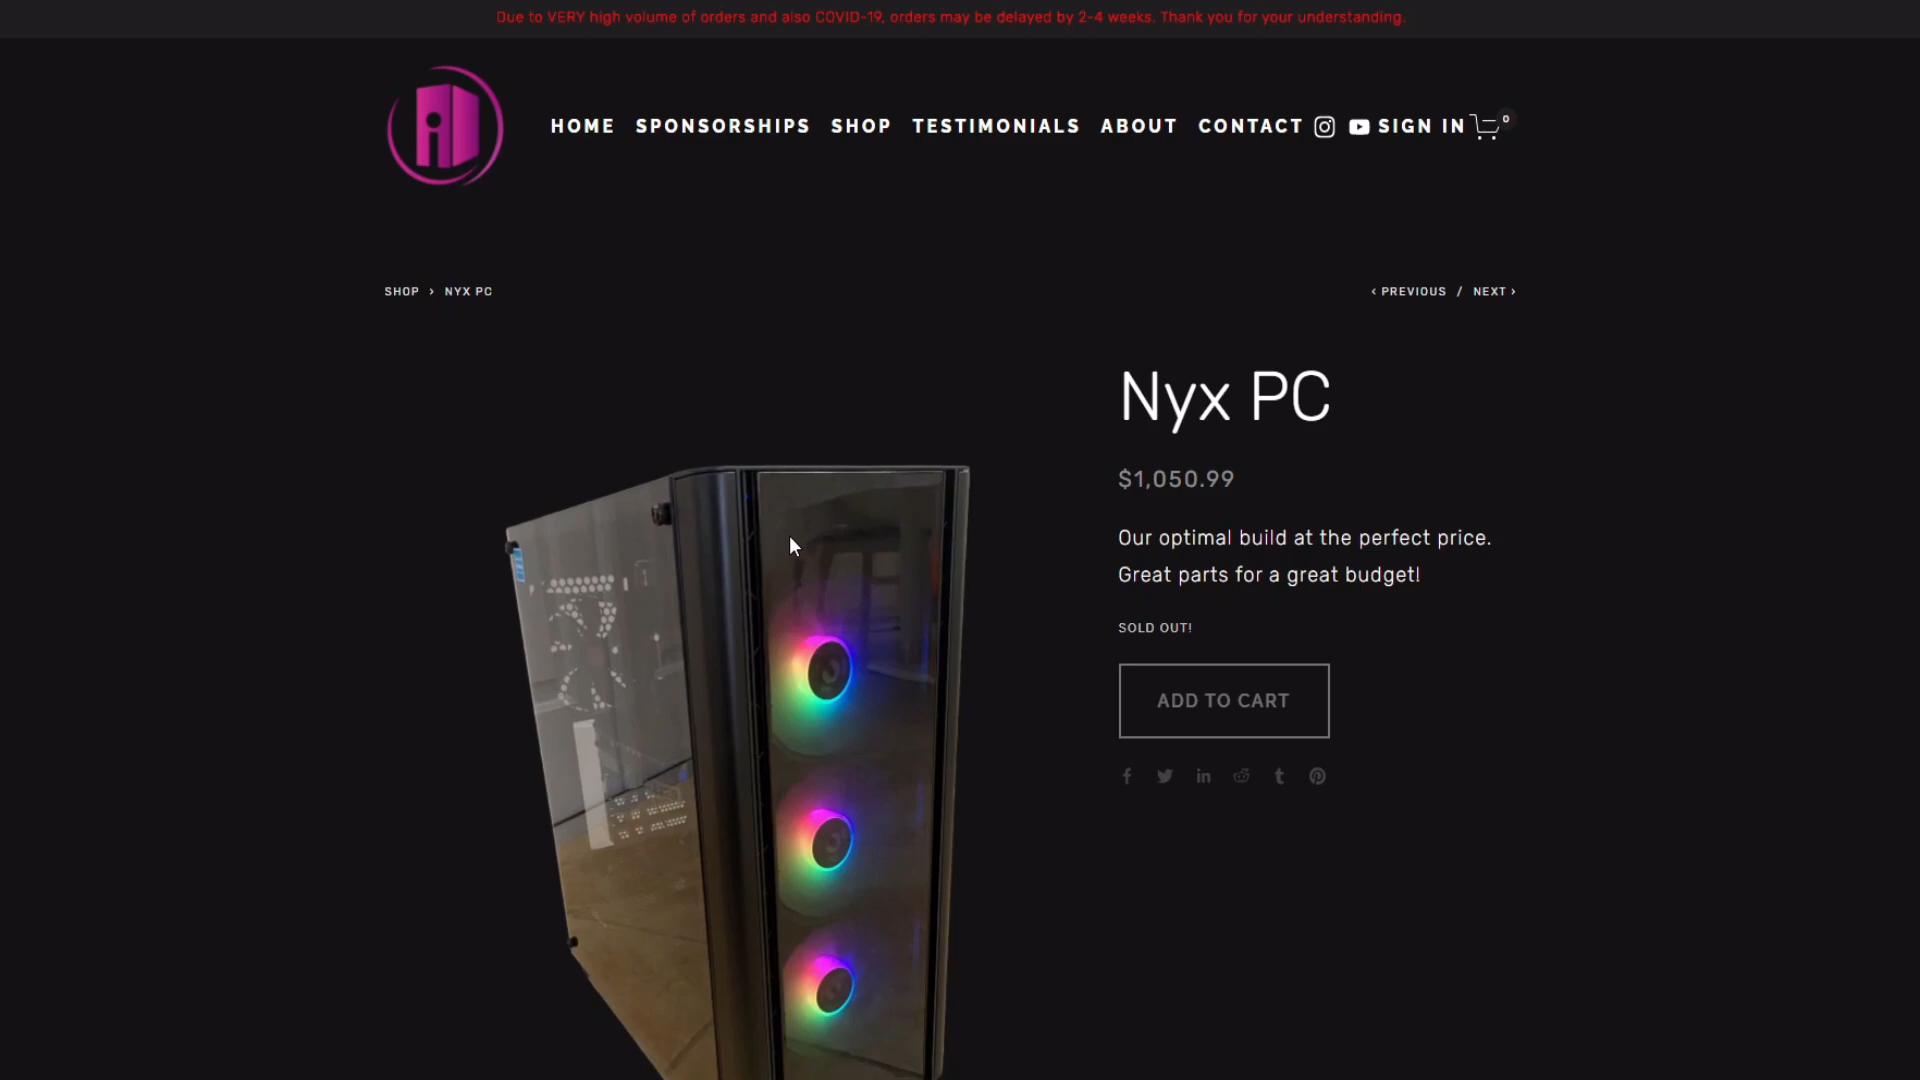 Due to VERY high volume of orders and also COVID-19, orders may be delayed by 2-4 weeks. Thank you for your understanding.
HOME SPONSORSHIPS SHOP TESTIMONIALS ABOUT CONTACT SIGN IN 0
SHOP › NYX PC
‹ PREVIOUS / NEXT ›
Nyx PC
$1,050.99
Our optimal build at the perfect price.
Great parts for a great budget!
SOLD OUT!
ADD TO CART